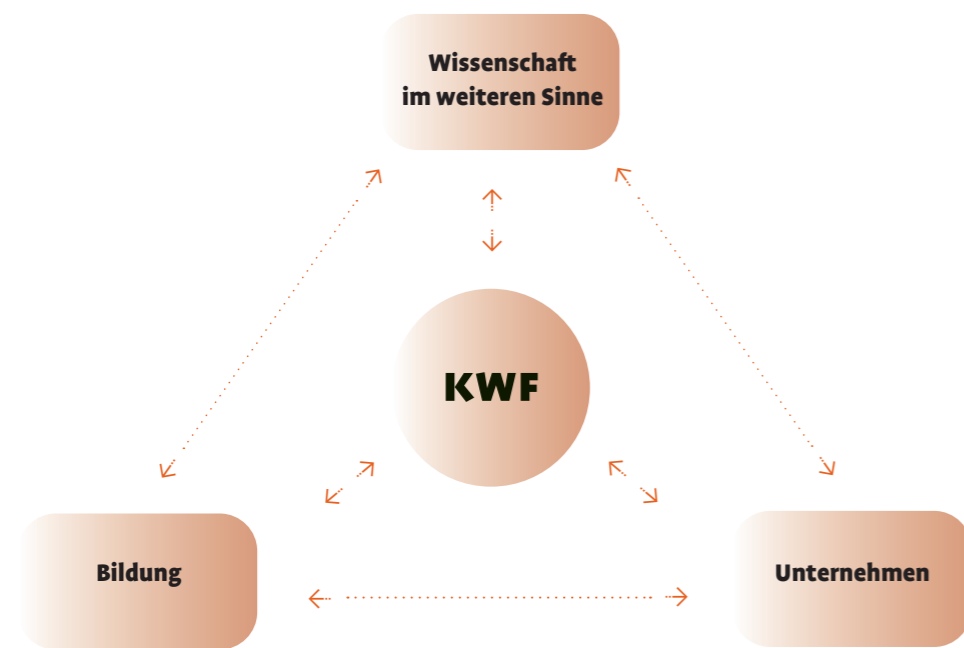 Wissenschaft
im weiteren Sinne
KWF
Bildung
Unternehmen